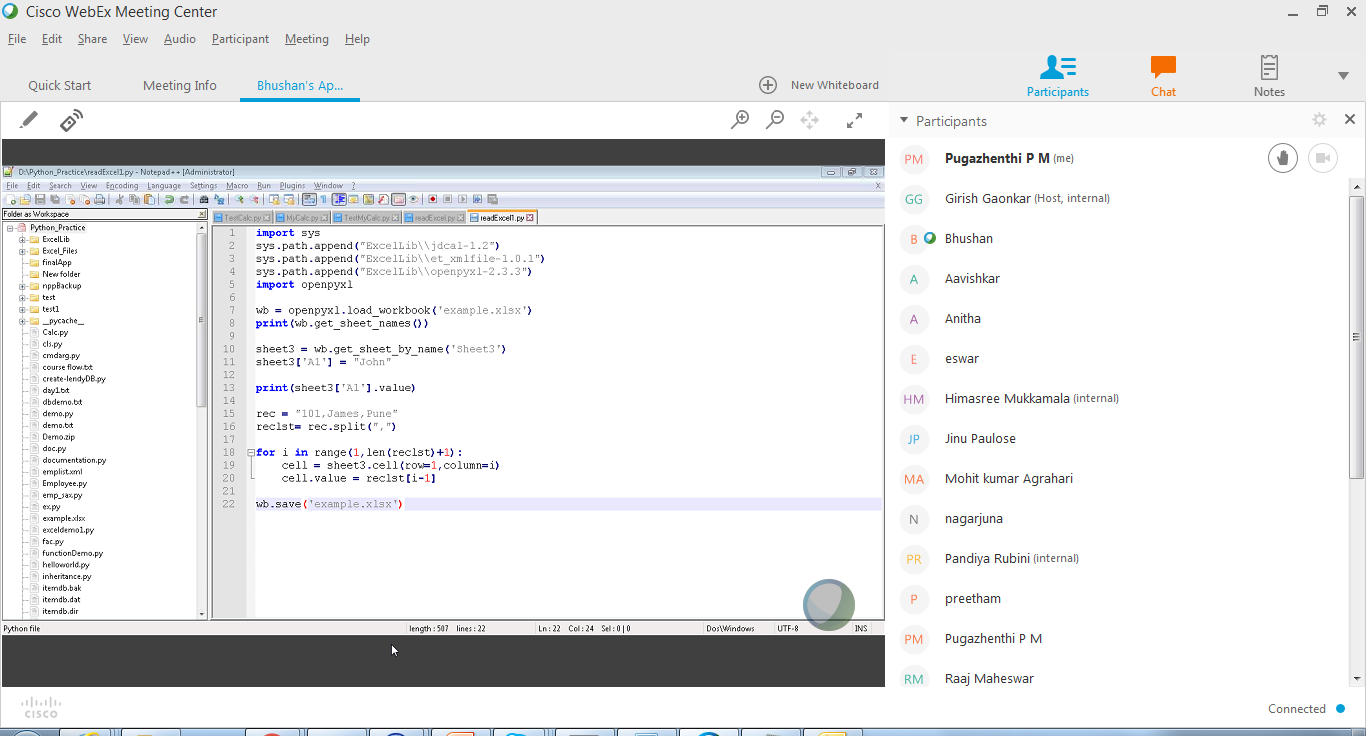 Cisco WebEx Meeting Center
File Edit Share View Audio Participant Meeting Help
Quick Start Meeting Info Bhushan's Ap... New Whiteboard
Participants Chat Notes
Participants
D:\Python_Practice\readExcel1.py - Notepad++ [Administrator]
File Edit Search View Encoding Language Settings Macro Run Plugins Window ? X
Folder as Workspace
TestCalc.py MyCalc.py TestMyCalc.py readExcel.py readExcel1.py
Python_Practice
ExcelLib
Excel_Files
finalApp
New folder
nppBackup
test
test1
__pycache__
Calc.py
cls.py
cmdarg.py
course flow.txt
create-lendyDB.py
day1.txt
dbdemo.txt
demo.py
demo.txt
Demo.zip
doc.py
documentation.py
emplist.xml
Employee.py
emp_sax.py
ex.py
example.xlsx
exceldemo1.py
fac.py
functionDemo.py
helloworld.py
inheritance.py
itemdb.bak
itemdb.dat
itemdb.dir
1 import sys
2 sys.path.append("ExcelLib\\jdcal-1.2")
3 sys.path.append("ExcelLib\\et_xmlfile-1.0.1")
4 sys.path.append("ExcelLib\\openpyxl-2.3.3")
5 import openpyxl
6
7 wb = openpyxl.load_workbook('example.xlsx')
8 print(wb.get_sheet_names())
9
10 sheet3 = wb.get_sheet_by_name('Sheet3')
11 sheet3['A1'] = "John"
12
13 print(sheet3['A1'].value)
14
15 rec = "101,James,Pune"
16 reclst= rec.split(",")
17
18 for i in range(1,len(reclst)+1):
19 cell = sheet3.cell(row=1,column=i)
20 cell.value = reclst[i-1]
21
22 wb.save('example.xlsx')
Python file length : 507 lines : 22 Ln : 22 Col : 24 Sel : 0 | 0 Dos\Windows UTF-8 INS
PM Pugazhenthi P M (me)
GG Girish Gaonkar (Host, internal)
B Bhushan
A Aavishkar
A Anitha
E eswar
HM Himasree Mukkamala (internal)
JP Jinu Paulose
MA Mohit kumar Agrahari
N nagarjuna
PR Pandiya Rubini (internal)
P preetham
PM Pugazhenthi P M
RM Raaj Maheswar
CISCO
Connected